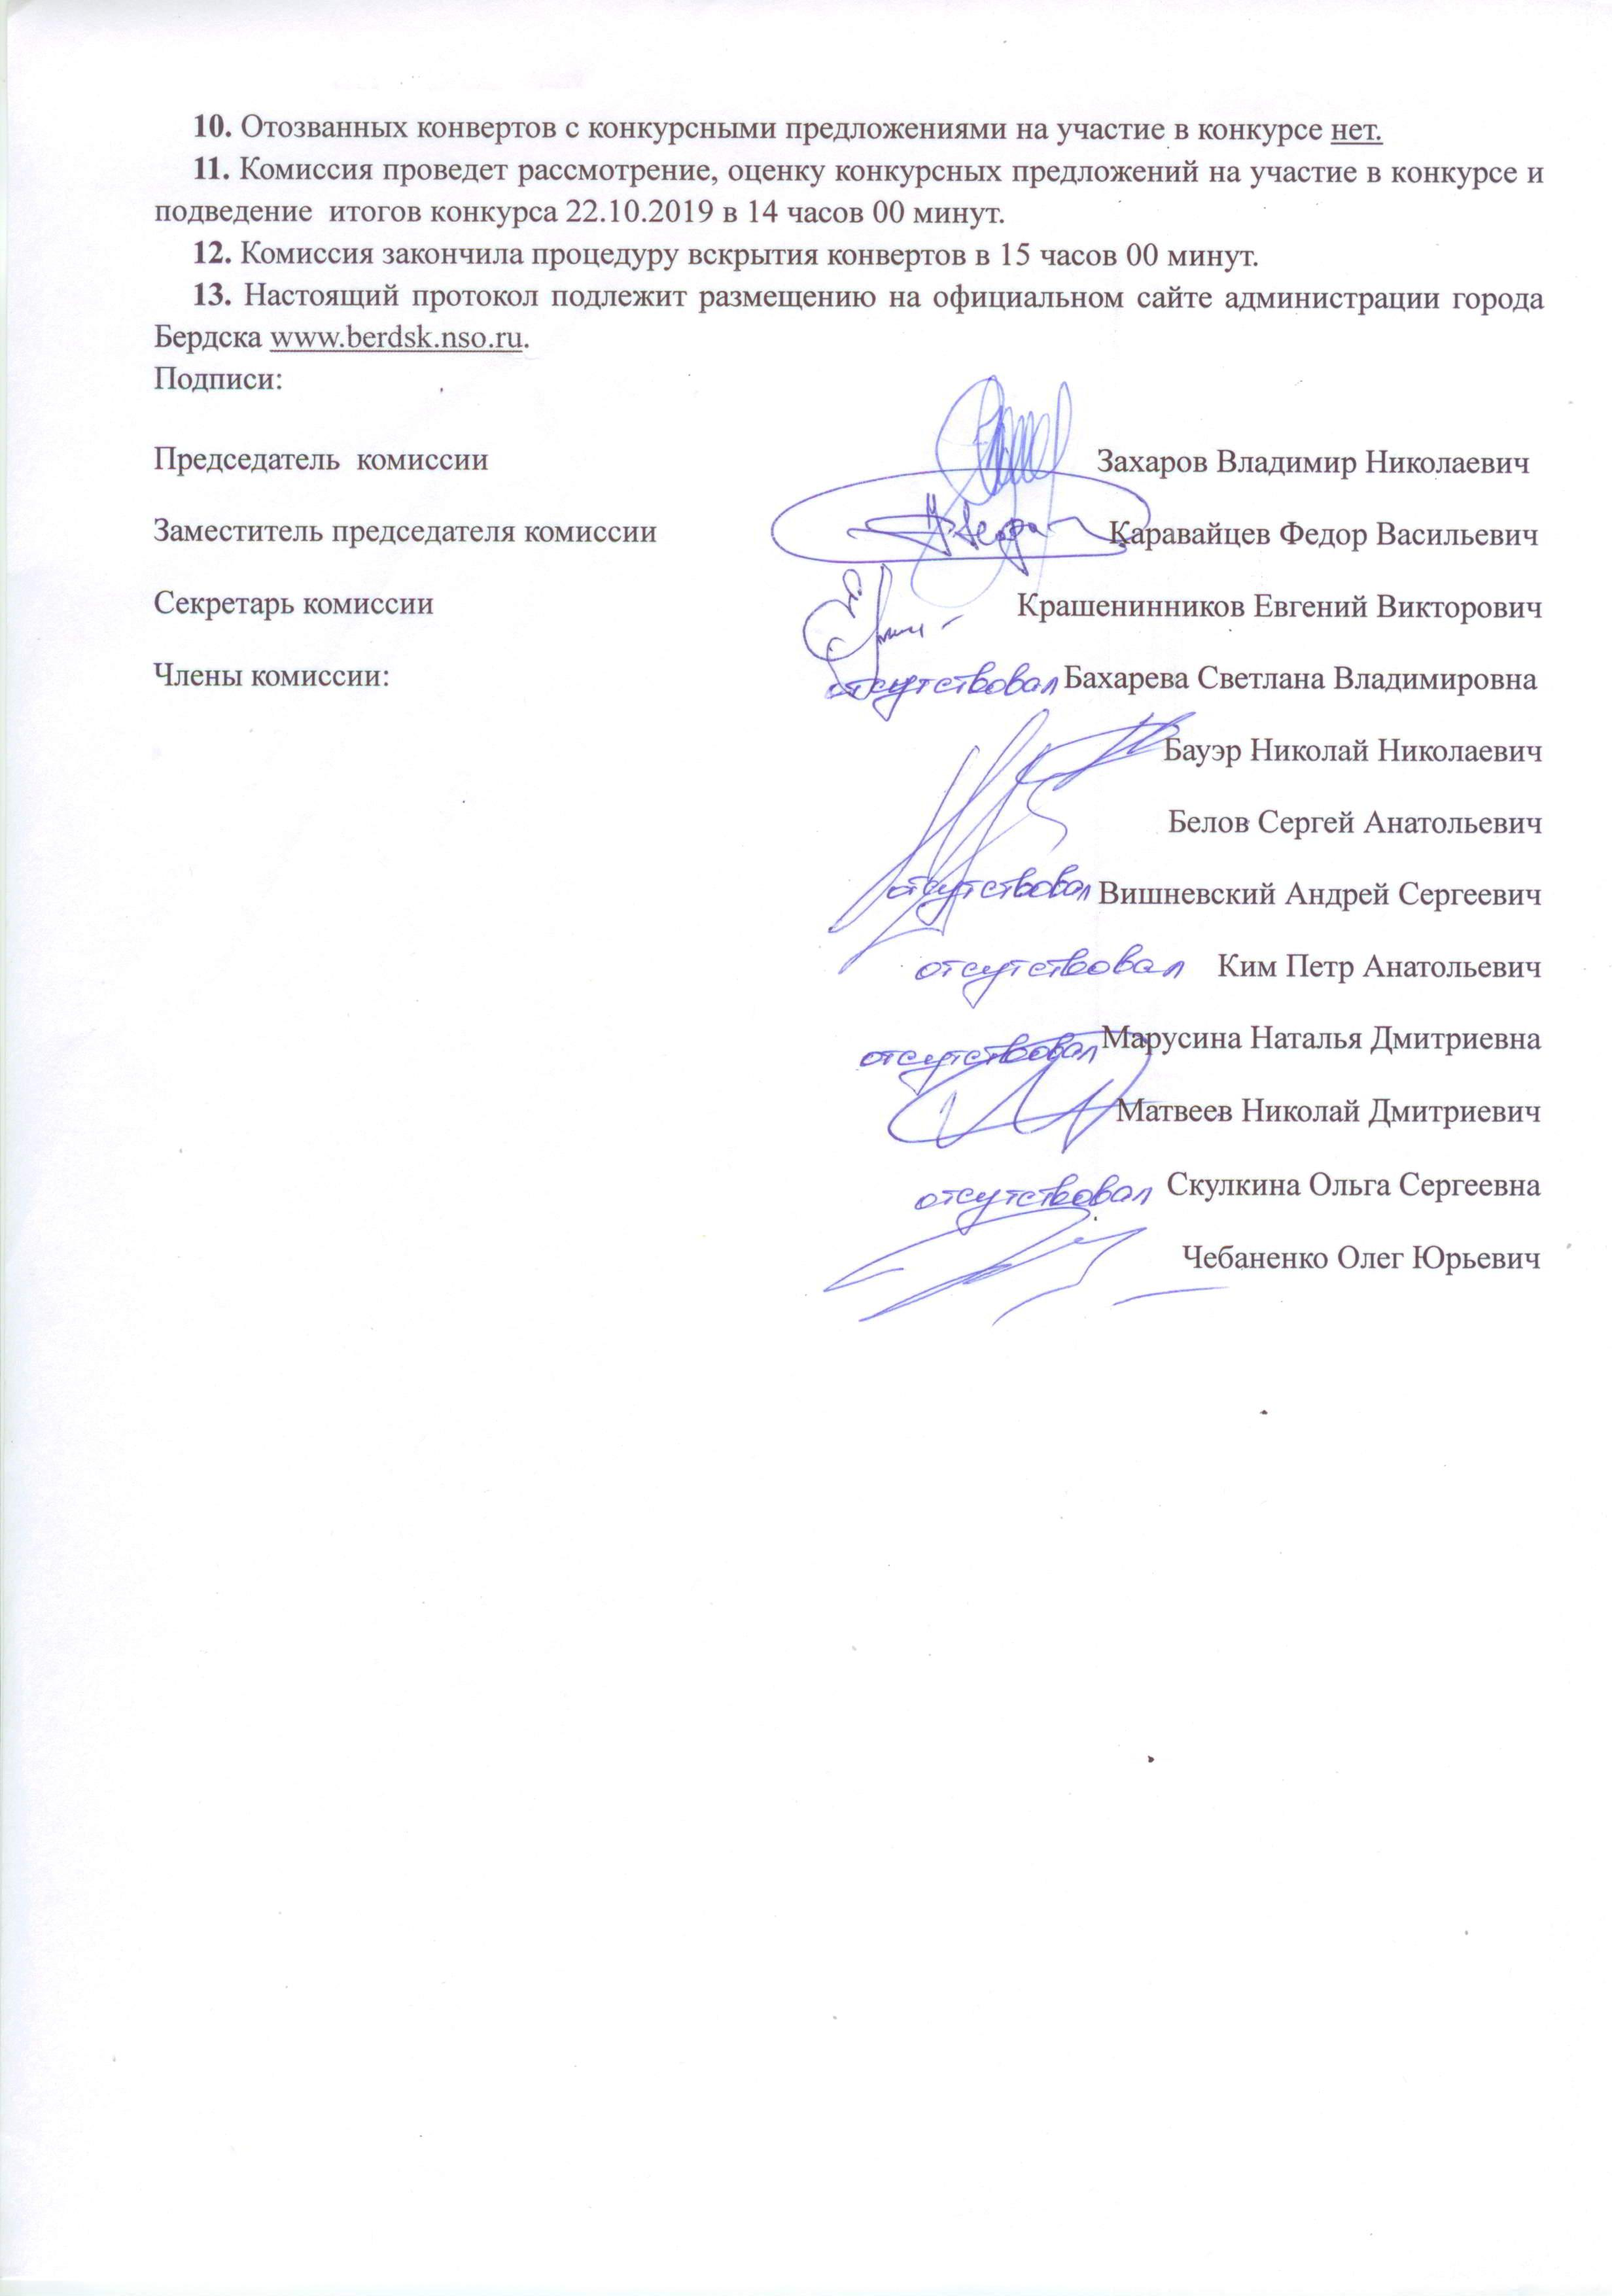 10. Отозванных конвертов с конкурсными предложениями на участие в конкурсе нет.
11. Комиссия проведет рассмотрение, оценку конкурсных предложений на участие в конкурсе и
подведение итогов конкурса 22.10.2019 в 14 часов 00 минут.
12. Комиссия закончила процедуру вскрытия конвертов в 15 часов 00 минут.
13. Настоящий протокол подлежит размещению на официальном сайте администрации города
Бердска www.berdsk.nso.ru.
Подписи:
Председатель комиссии Захаров Владимир Николаевич
Заместитель председателя комиссии Каравайцев Федор Васильевич
Секретарь комиссии Крашенинников Евгений Викторович
Члены комиссии: отсутствовал Бахарева Светлана Владимировна
Бауэр Николай Николаевич
Белов Сергей Анатольевич
отсутствовал Вишневский Андрей Сергеевич
отсутствовал Ким Петр Анатольевич
отсутствовал Марусина Наталья Дмитриевна
Матвеев Николай Дмитриевич
отсутствовал Скулкина Ольга Сергеевна
Чебаненко Олег Юрьевич